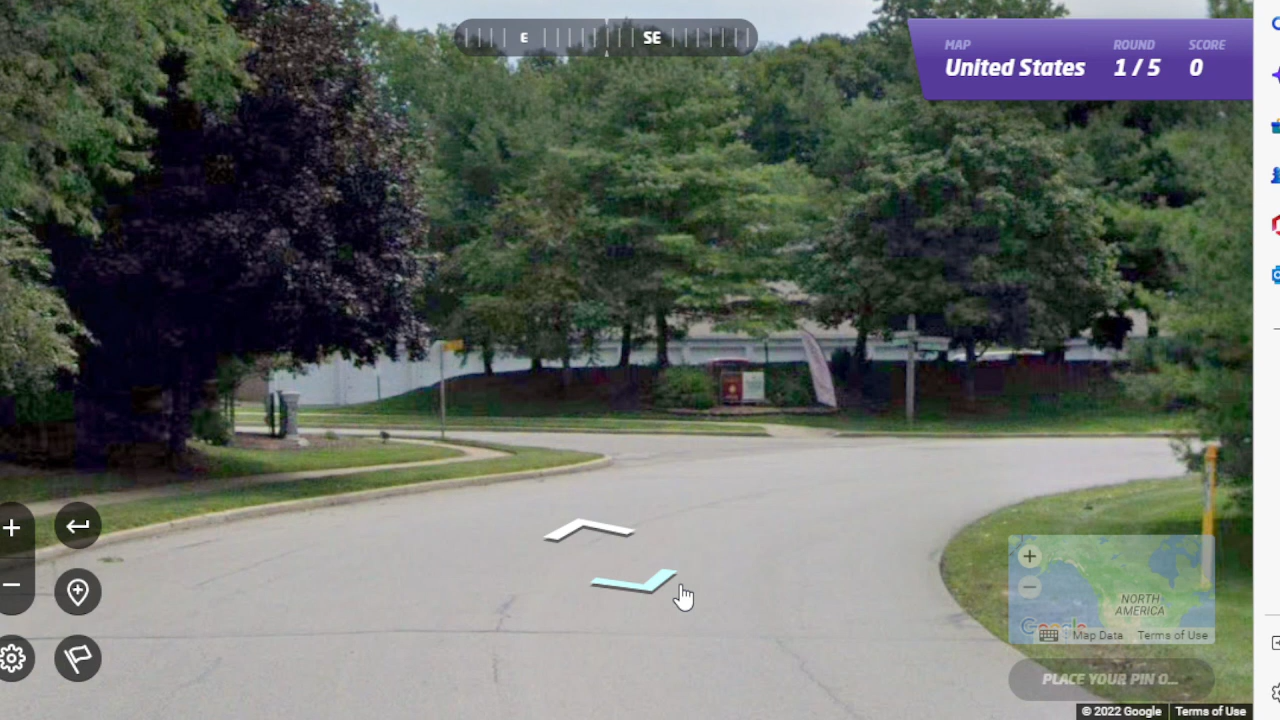 E
SE
MAP
United States
ROUND
1 / 5
SCORE
0
NORTH
AMERICA
Google
Map Data
Terms of Use
PLACE YOUR PIN O...
© 2022 Google
Terms of Use